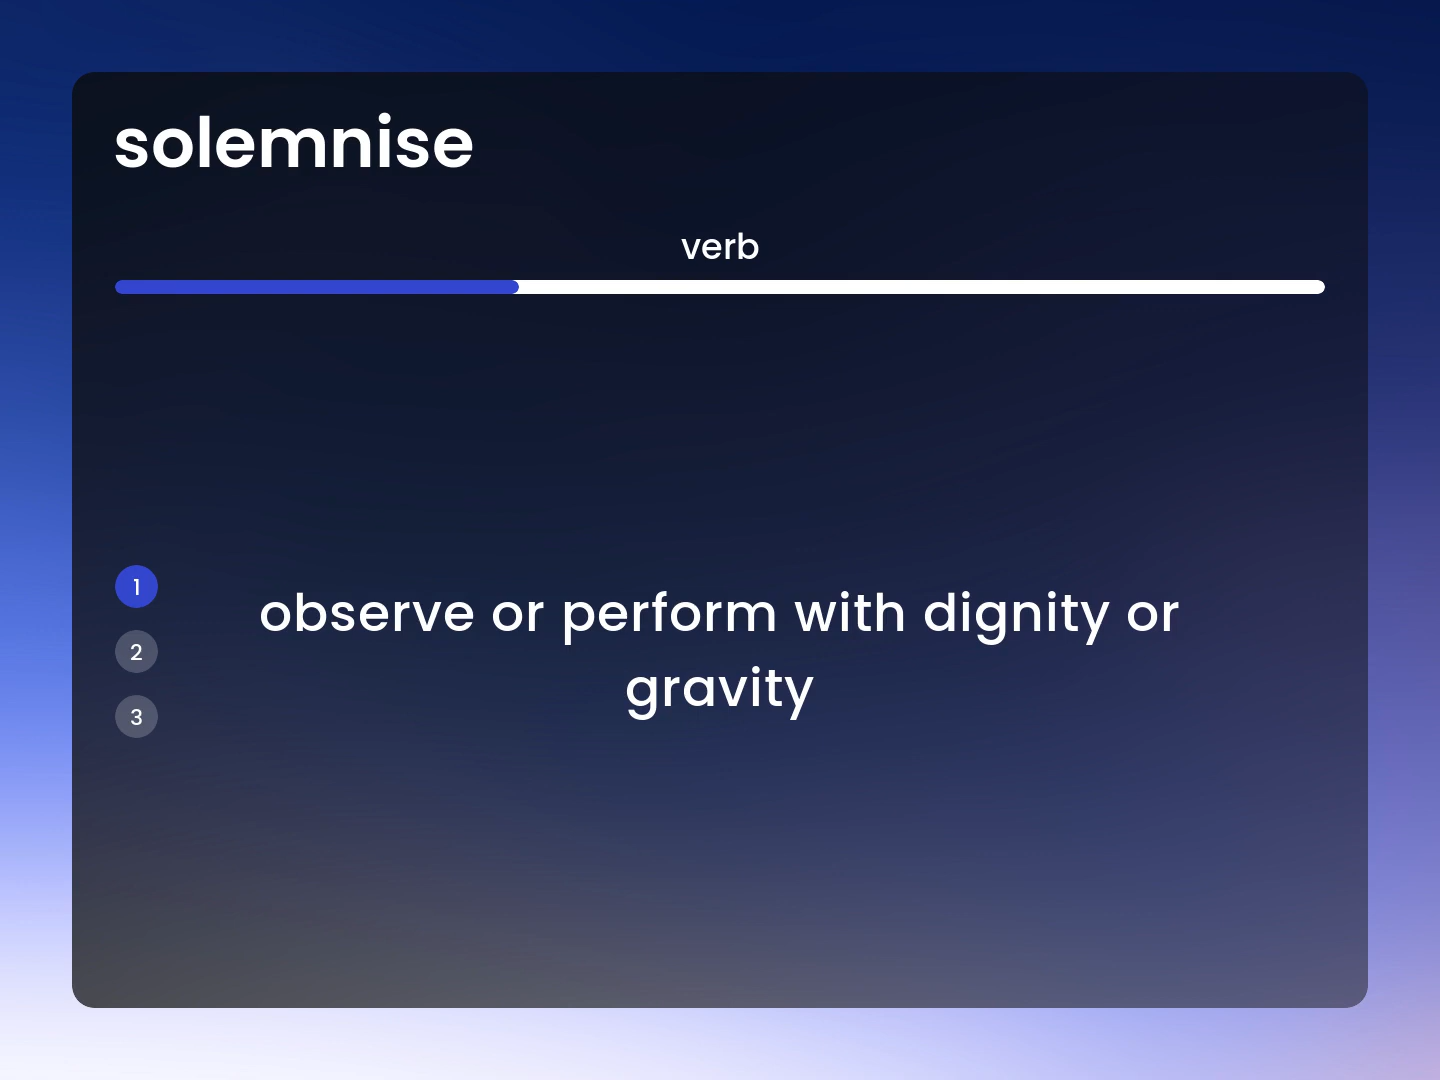 solemnise
verb
1
observe or perform with dignity or
gravity
2
3